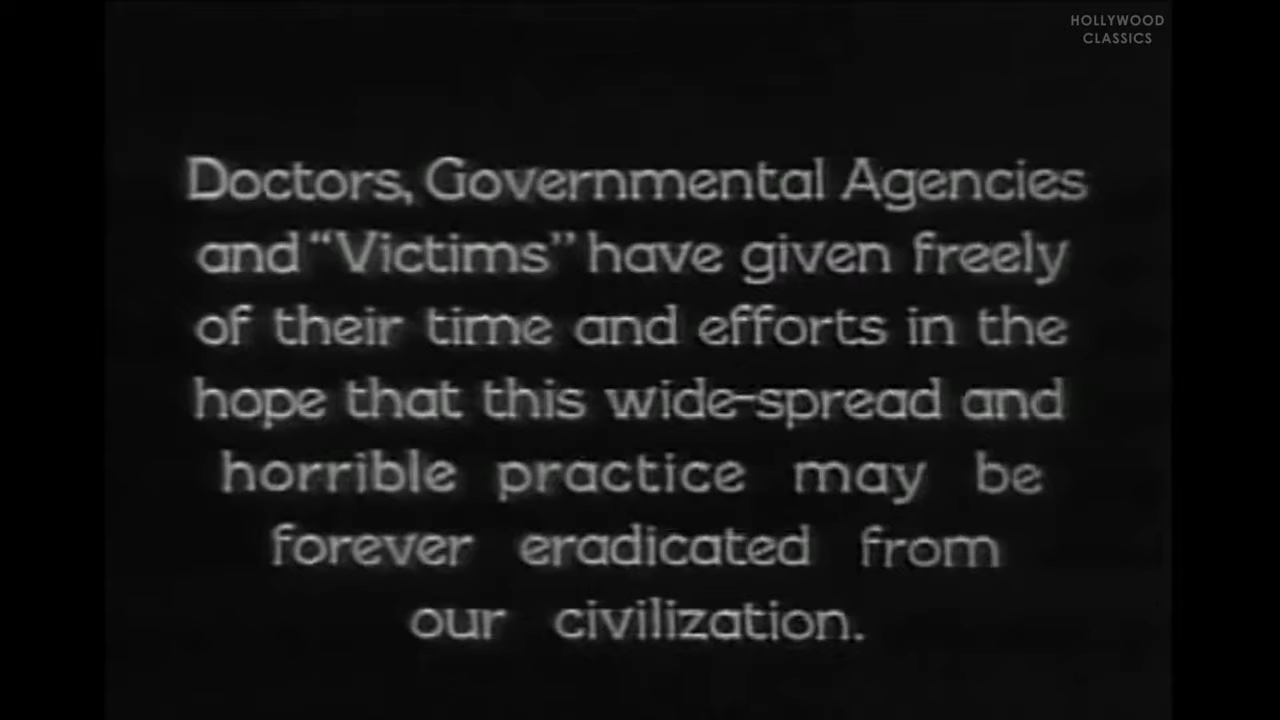 HOLLYWOOD
CLASSICS
Doctors, Governmental Agencies
and "Victims" have given freely
of their time and efforts in the
hope that this wide-spread and
horrible practice may be
forever eradicated from
our civilization.